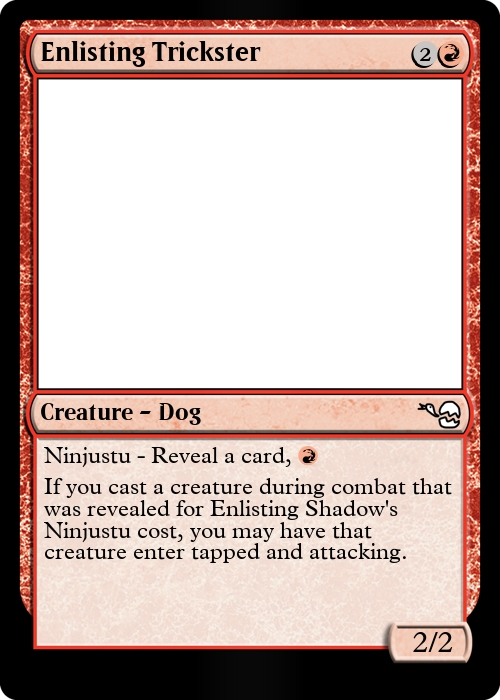 Enlisting Trickster 2
Creature – Dog
Ninjustu - Reveal a card,
If you cast a creature during combat that
was revealed for Enlisting Shadow's
Ninjustu cost, you may have that
creature enter tapped and attacking.
2/2